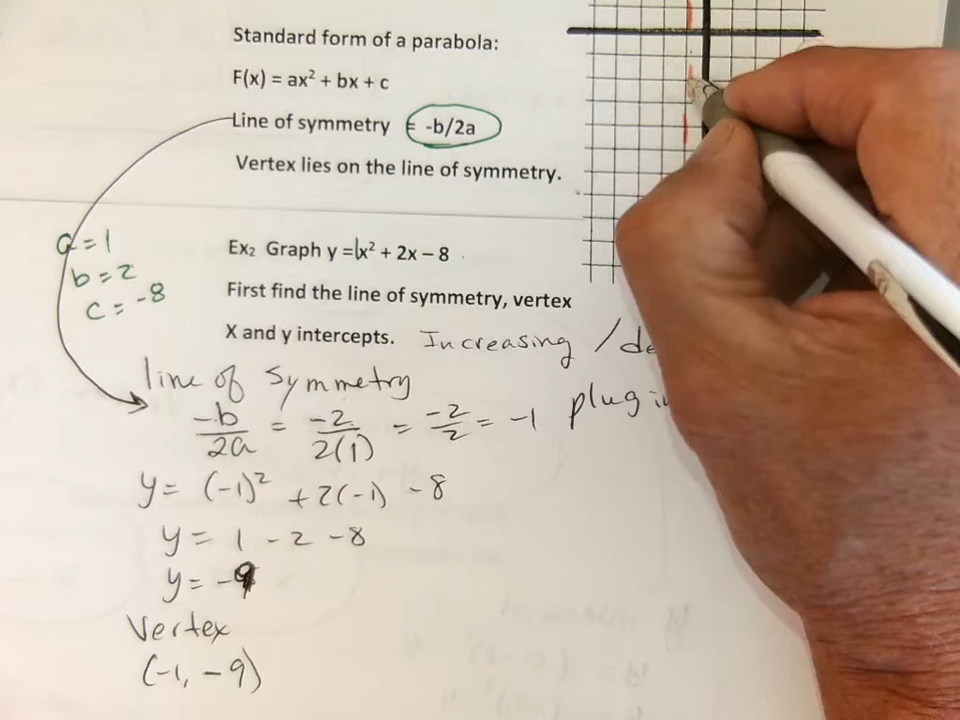 Standard form of a parabola:
F(x) = ax² + bx + c
Line of symmetry = -b/2a
Vertex lies on the line of symmetry.
a = 1
b = 2
c = -8
Ex2 Graph y = 1x² + 2x – 8
First find the line of symmetry, vertex
X and y intercepts. Increasing / de
line of symmetry
-b/2a = -2/2(1) = -2/2 = -1 plug in
y = (-1)² + 2(-1) - 8
y = 1 - 2 - 8
y = -9
Vertex
(-1, -9)